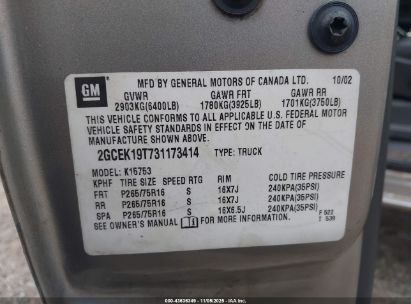 GM
MFD BY GENERAL MOTORS OF CANADA LTD. 10/02
GVWR GAWR FRT GAWR RR
2903KG(6400LB) 1780KG(3925LB) 1701KG(3750LB)
THIS VEHICLE CONFORMS TO ALL APPLICABLE U.S. FEDERAL MOTOR
VEHICLE SAFETY STANDARDS IN EFFECT ON THE DATE OF
MANUFACTURE SHOWN ABOVE.
2GCEK19T731173414 TYPE: TRUCK
MODEL: K15753
KPHF TIRE SIZE SPEED RTG RIM COLD TIRE PRESSURE
FRT P265/75R16 S 16X7J 240KPA(35PSI)
RR P265/75R16 S 16X7J 240KPA(35PSI)
SPA P265/75R16 S 16X6.5J 240KPA(35PSI)
SEE OWNER'S MANUAL FOR MORE INFORMATION. F 522
T 539